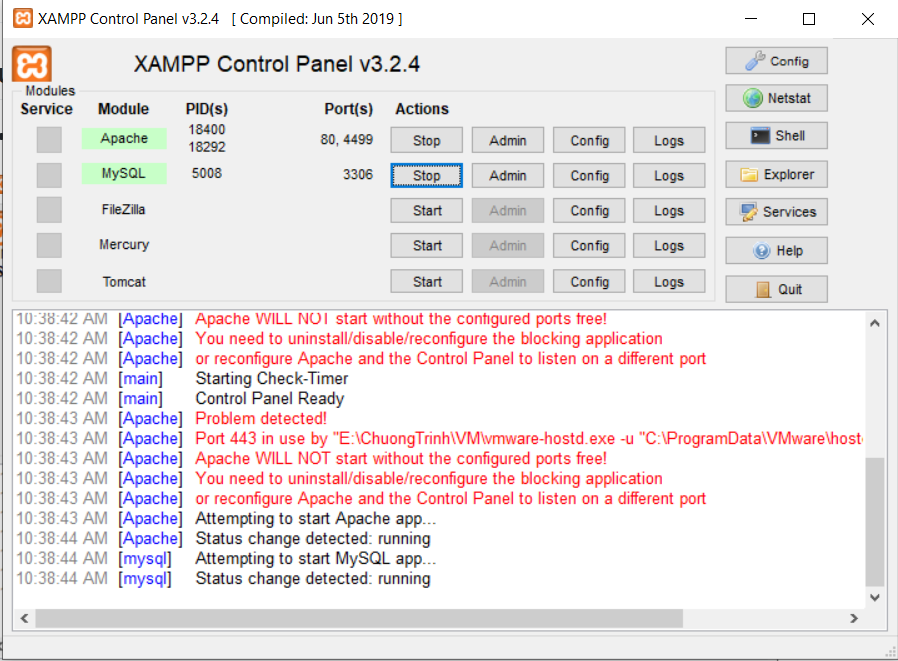 XAMPP Control Panel v3.2.4 [ Compiled: Jun 5th 2019 ]
XAMPP Control Panel v3.2.4
Config
Modules
Service Module PID(s) Port(s) Actions
Netstat
Apache 18400 18292 80, 4499 Stop Admin Config Logs
Shell
MySQL 5008 3306 Stop Admin Config Logs
Explorer
FileZilla Start Admin Config Logs
Services
Mercury Start Admin Config Logs
Help
Tomcat Start Admin Config Logs
Quit
10:38:42 AM [Apache] Apache WILL NOT start without the configured ports free!
10:38:42 AM [Apache] You need to uninstall/disable/reconfigure the blocking application
10:38:42 AM [Apache] or reconfigure Apache and the Control Panel to listen on a different port
10:38:42 AM [main] Starting Check-Timer
10:38:42 AM [main] Control Panel Ready
10:38:43 AM [Apache] Problem detected!
10:38:43 AM [Apache] Port 443 in use by "E:\ChuongTrinh\VM\vmware-hostd.exe -u "C:\ProgramData\VMware\host
10:38:43 AM [Apache] Apache WILL NOT start without the configured ports free!
10:38:43 AM [Apache] You need to uninstall/disable/reconfigure the blocking application
10:38:43 AM [Apache] or reconfigure Apache and the Control Panel to listen on a different port
10:38:43 AM [Apache] Attempting to start Apache app...
10:38:44 AM [Apache] Status change detected: running
10:38:44 AM [mysql] Attempting to start MySQL app...
10:38:44 AM [mysql] Status change detected: running